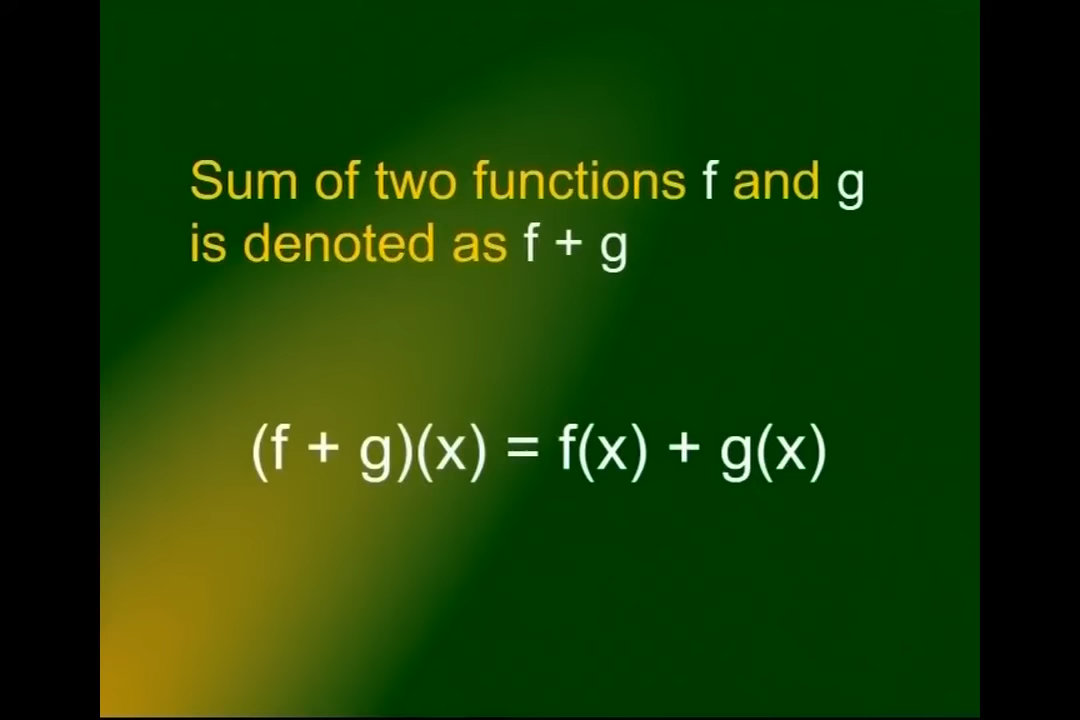 Sum of two functions f and g
is denoted as f + g
(f + g)(x) = f(x) + g(x)